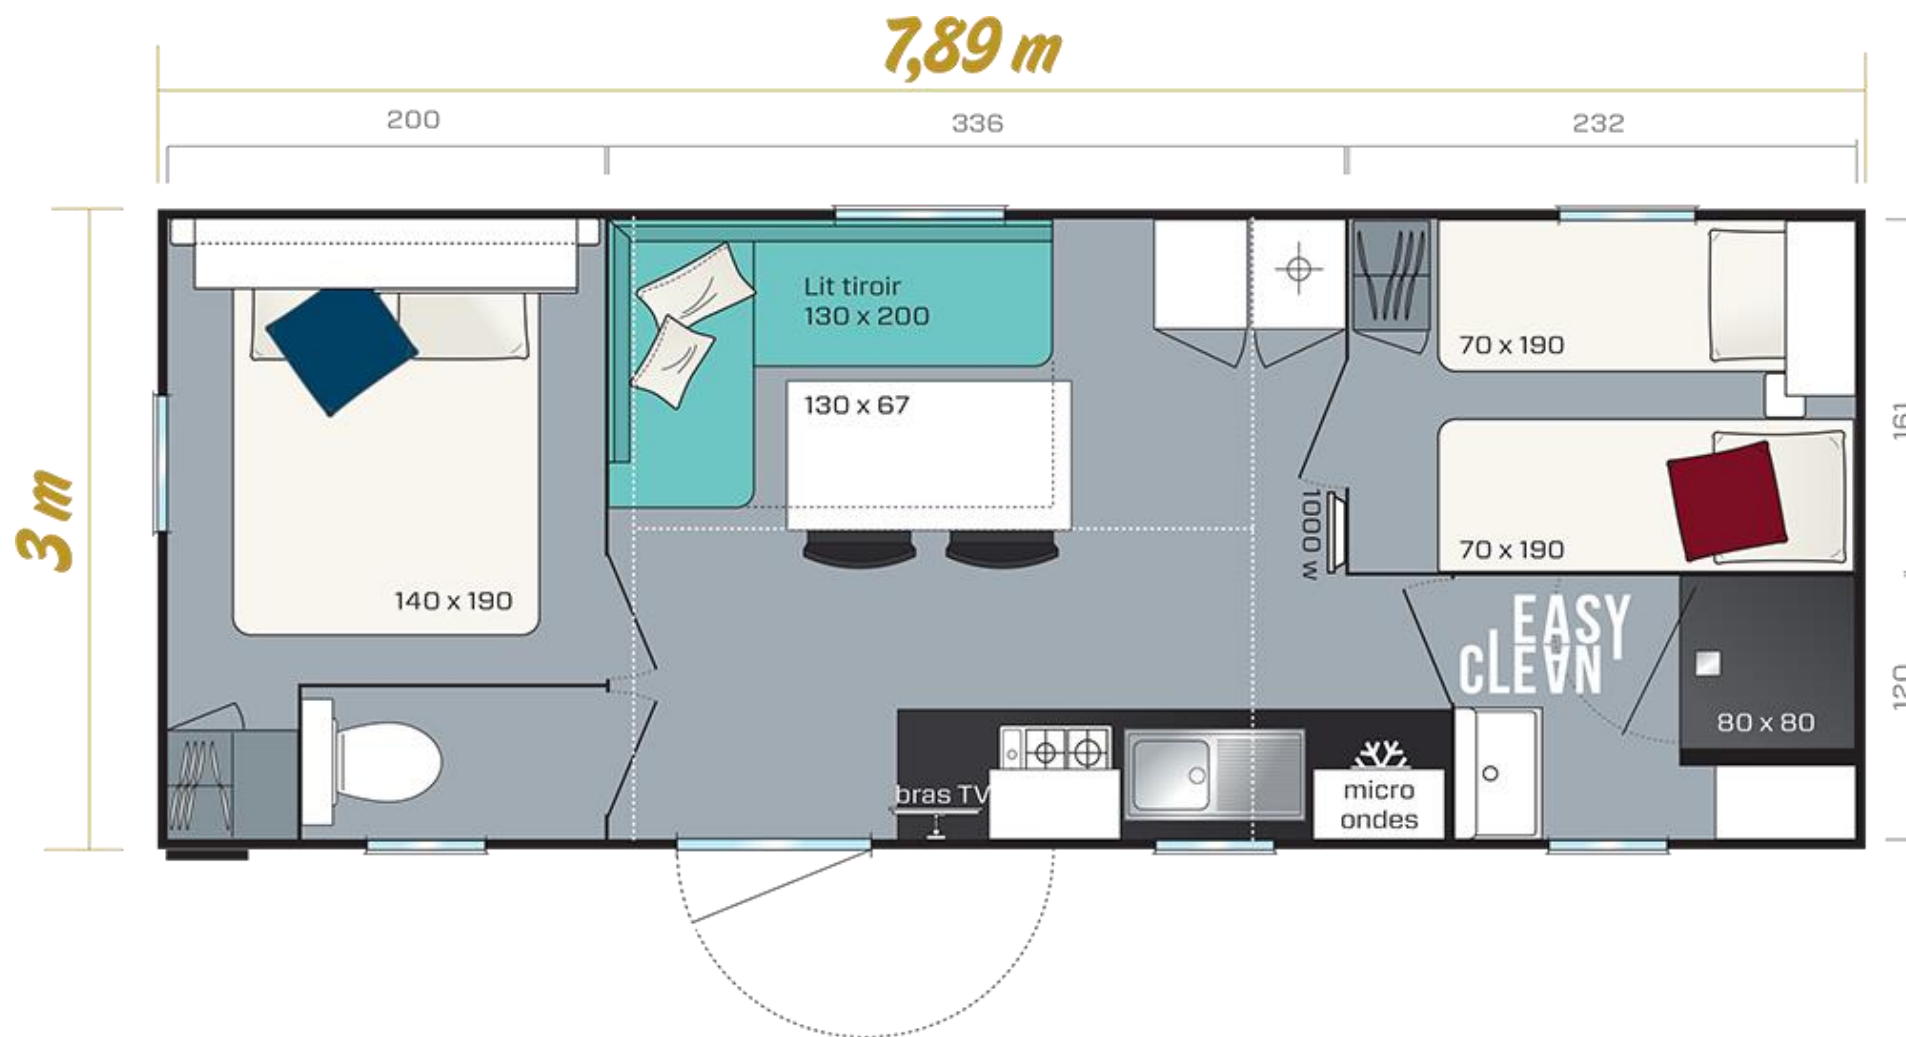 7,89 m
200
336
232
3 m
Lit tiroir
130 x 200
130 x 67
140 x 190
70 x 190
70 x 190
161
1000 w
EASY
CLEAN
120
80 x 80
bras TV
micro
ondes